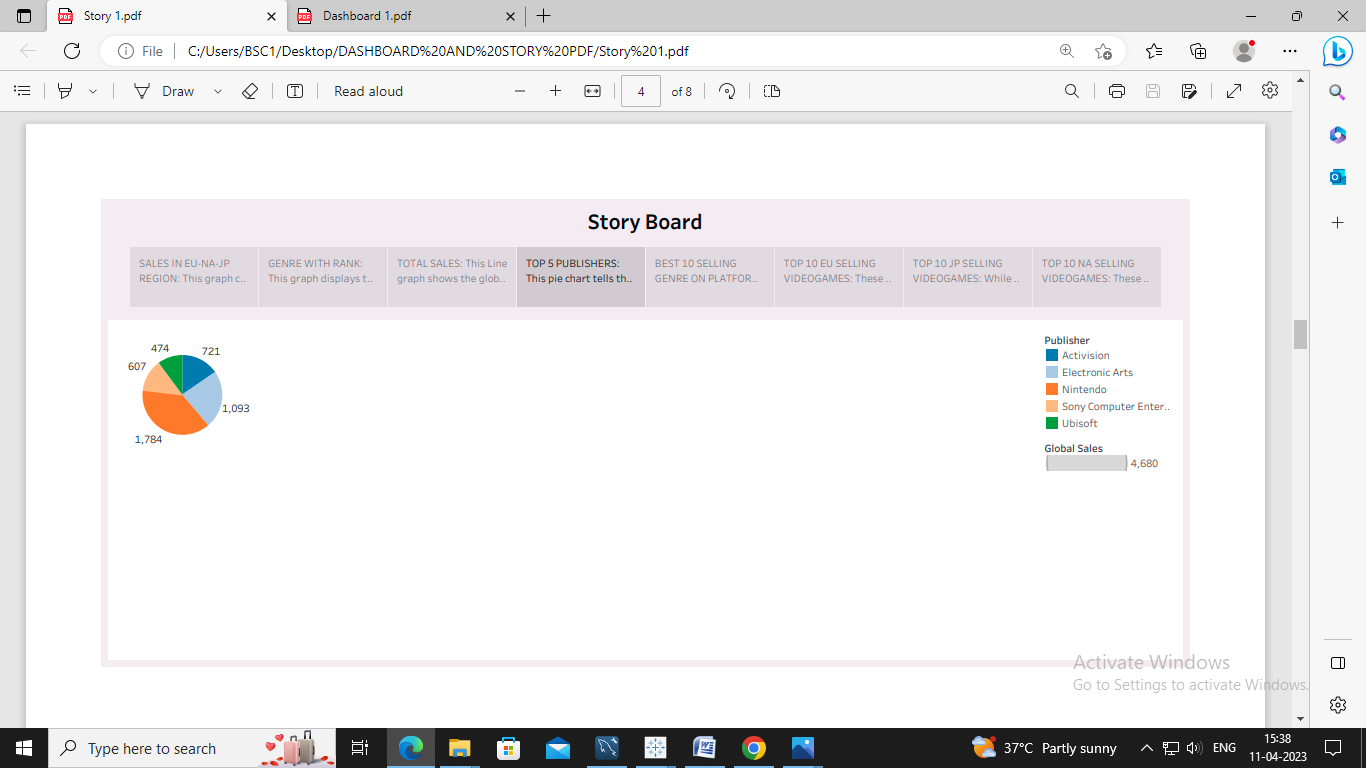 Story 1.pdf
Dashboard 1.pdf
File
C:/Users/BSC1/Desktop/DASHBOARD%20AND%20STORY%20PDF/Story%201.pdf
Draw
Read aloud
4
of 8
Story Board
SALES IN EU-NA-JP
REGION: This graph c..
GENRE WITH RANK:
This graph displays t..
TOTAL SALES: This Line
graph shows the glob..
TOP 5 PUBLISHERS:
This pie chart tells th..
BEST 10 SELLING
GENRE ON PLATFOR..
TOP 10 EU SELLING
VIDEOGAMES: These ..
TOP 10 JP SELLING
VIDEOGAMES: While ..
TOP 10 NA SELLING
VIDEOGAMES: These ..
474
721
607
1,093
1,784
Publisher
Activision
Electronic Arts
Nintendo
Sony Computer Enter..
Ubisoft
Global Sales
4,680
Activate Windows
Go to Settings to activate Windows.
Type here to search
37°C Partly sunny
ENG
15:38
11-04-2023